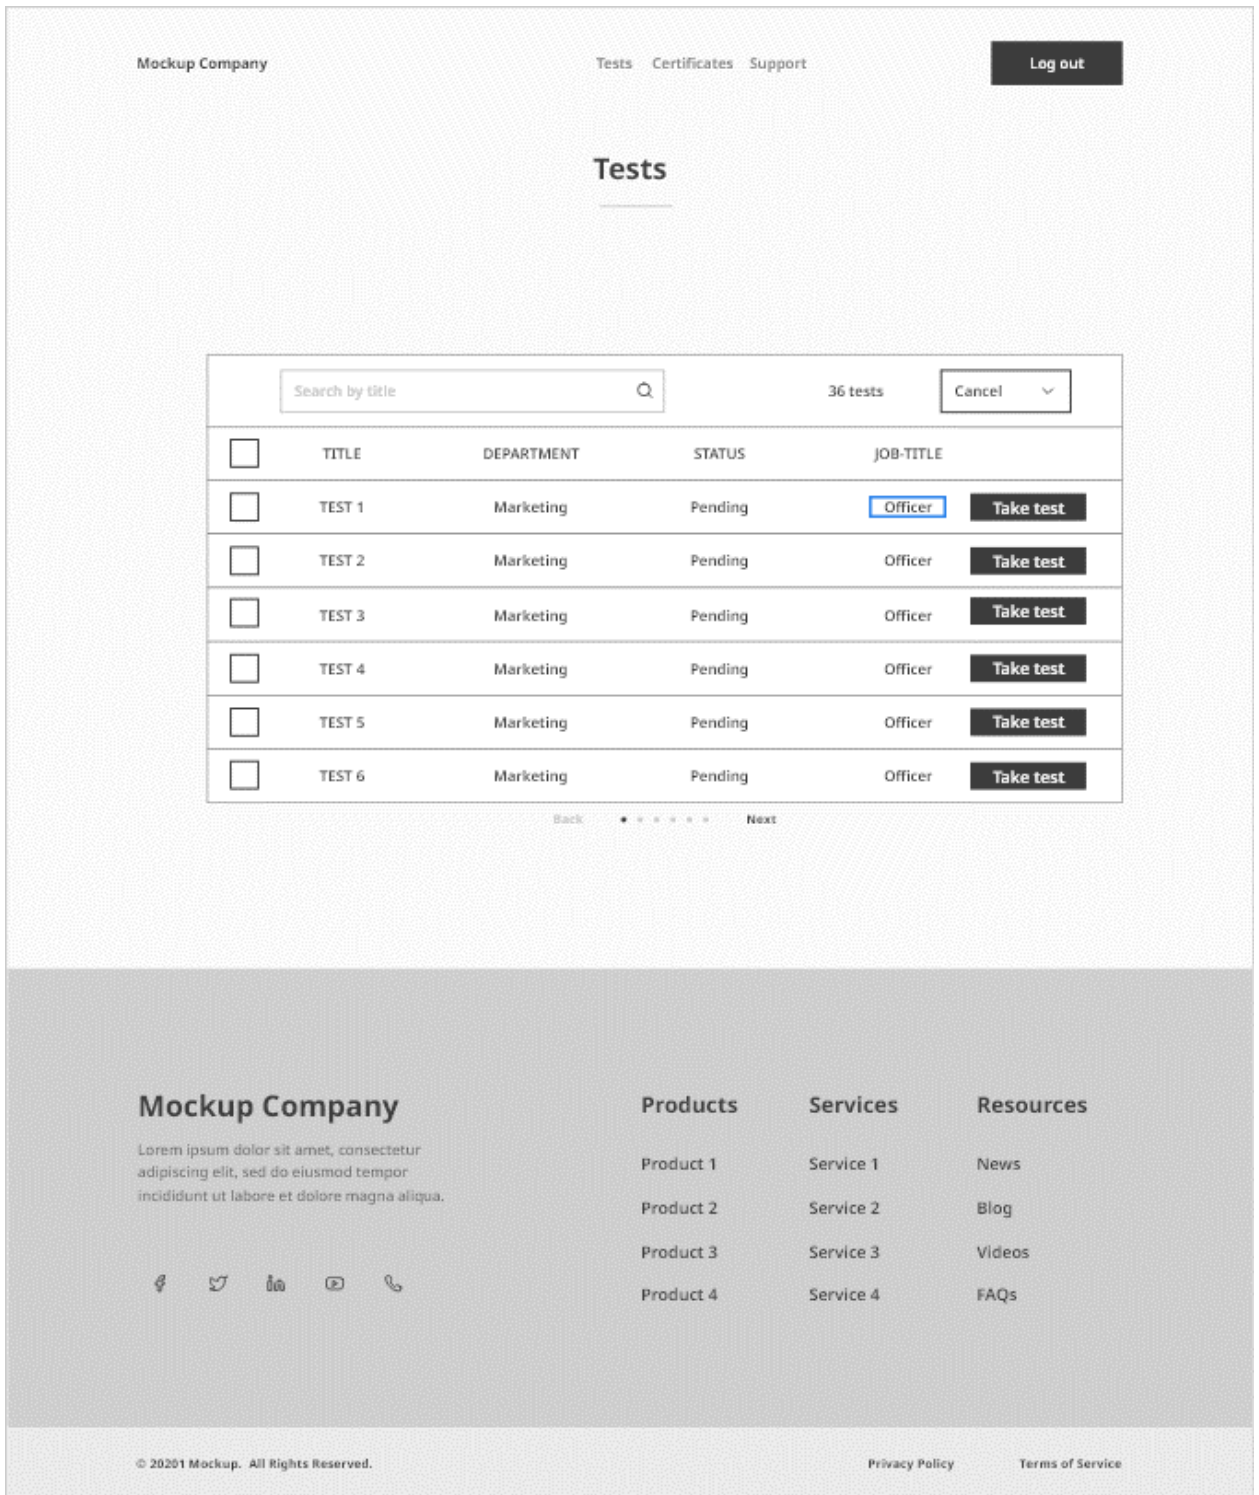 Mockup Company Tests Certificates Support Log out
Tests
Search by title 36 tests Cancel
TITLE DEPARTMENT STATUS JOB-TITLE
TEST 1 Marketing Pending Officer Take test
TEST 2 Marketing Pending Officer Take test
TEST 3 Marketing Pending Officer Take test
TEST 4 Marketing Pending Officer Take test
TEST 5 Marketing Pending Officer Take test
TEST 6 Marketing Pending Officer Take test
Back Next
Mockup Company
Lorem ipsum dolor sit amet, consectetur
adipiscing elit, sed do eiusmod tempor
incididunt ut labore et dolore magna aliqua.
Products Services Resources
Product 1 Service 1 News
Product 2 Service 2 Blog
Product 3 Service 3 Videos
Product 4 Service 4 FAQs
© 20201 Mockup. All Rights Reserved. Privacy Policy Terms of Service